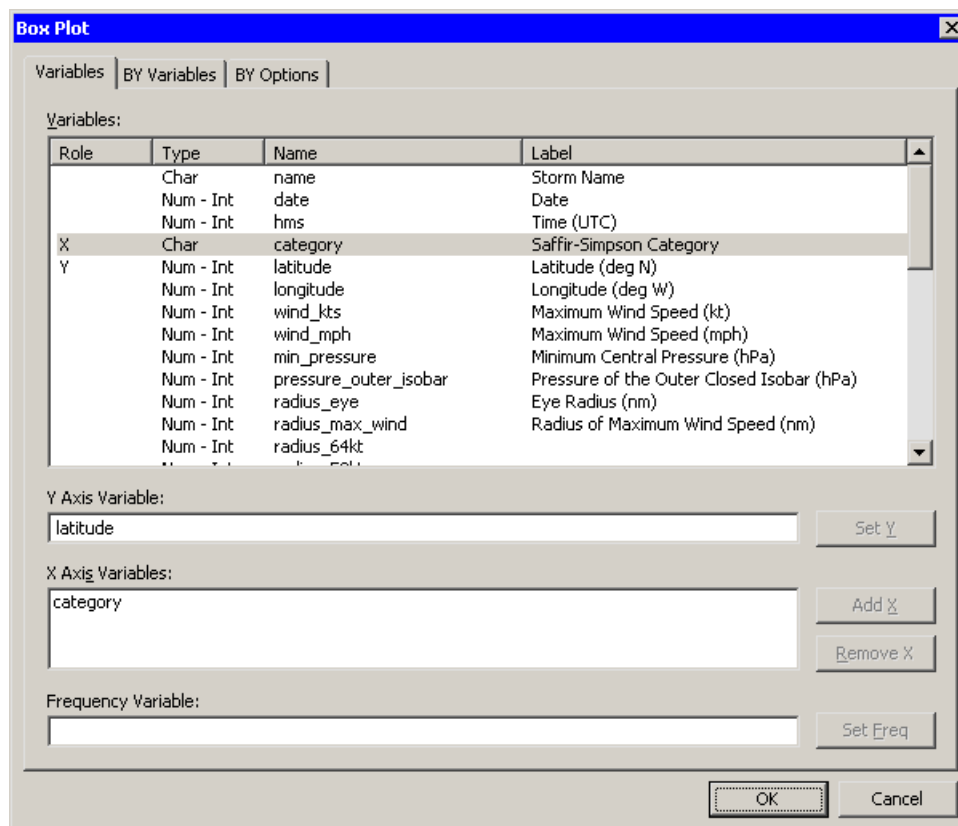 Box Plot
Variables BY Variables BY Options
Variables:
Role Type Name Label
Char name Storm Name
Num - Int date Date
Num - Int hms Time (UTC)
X Char category Saffir-Simpson Category
Y Num - Int latitude Latitude (deg N)
Num - Int longitude Longitude (deg W)
Num - Int wind_kts Maximum Wind Speed (kt)
Num - Int wind_mph Maximum Wind Speed (mph)
Num - Int min_pressure Minimum Central Pressure (hPa)
Num - Int pressure_outer_isobar Pressure of the Outer Closed Isobar (hPa)
Num - Int radius_eye Eye Radius (nm)
Num - Int radius_max_wind Radius of Maximum Wind Speed (nm)
Num - Int radius_64kt
Y Axis Variable:
latitude Set Y
X Axis Variables:
category Add X
Remove X
Frequency Variable:
Set Freq
OK Cancel